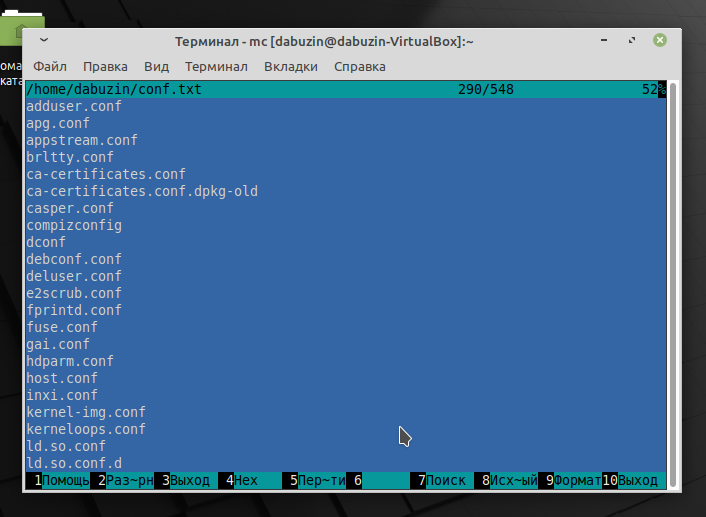 ома
ката
Терминал - mc [dabuzin@dabuzin-VirtualBox]:~
Файл Правка Вид Терминал Вкладки Справка
/home/dabuzin/conf.txt 290/548 52%
adduser.conf
apg.conf
appstream.conf
brltty.conf
ca-certificates.conf
ca-certificates.conf.dpkg-old
casper.conf
compizconfig
dconf
debconf.conf
deluser.conf
e2scrub.conf
fprintd.conf
fuse.conf
gai.conf
hdparm.conf
host.conf
inxi.conf
kernel-img.conf
kerneloops.conf
ld.so.conf
ld.so.conf.d
1Помощь 2Раз~рн 3Выход 4Hex 5Пер~ти 6 7Поиск 8Исх~ый 9Формат 10Выход